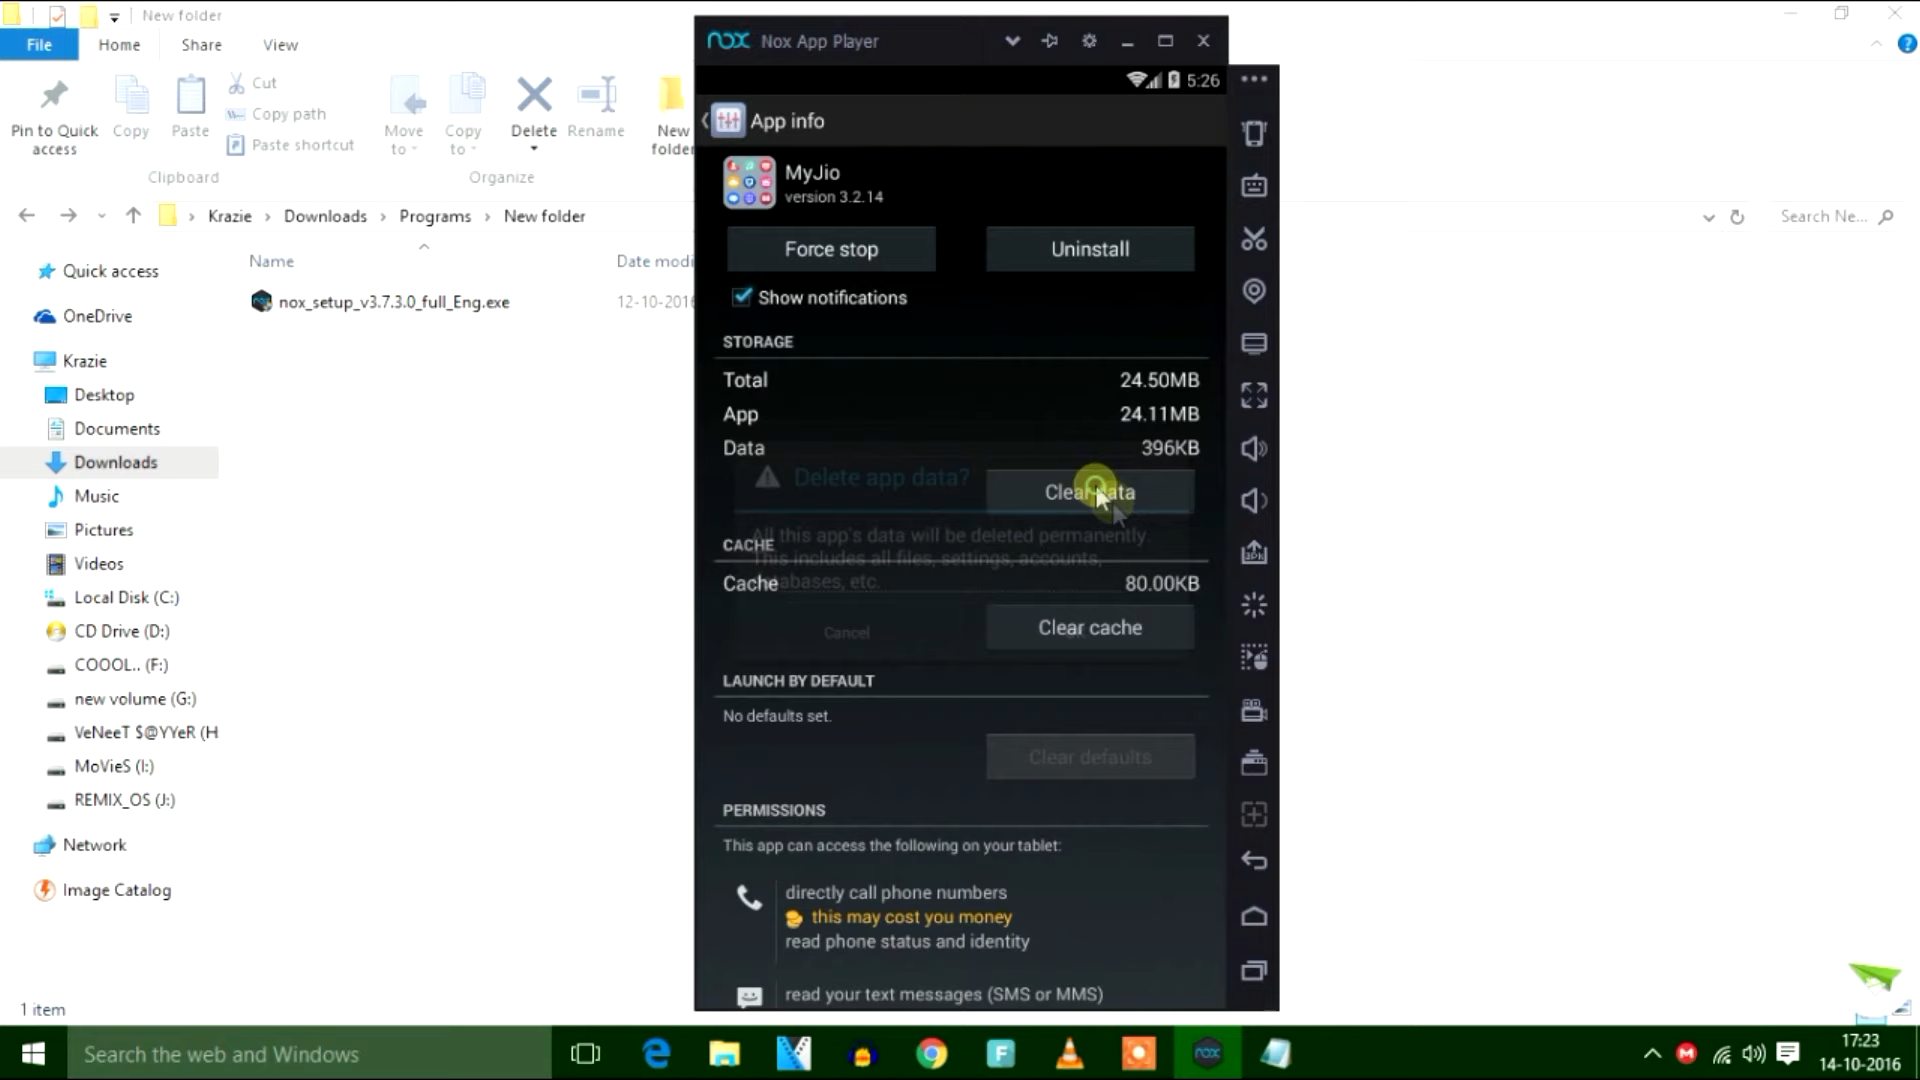 New folder
File
Home
Share
View
Pin to Quick
access
Copy
Paste
Cut
Copy path
Paste shortcut
Clipboard
Move
to
Copy
to
Delete
Rename
Organize
New
folder
Krazie > Downloads > Programs > New folder
Search Ne...
Name
Date modi
nox_setup_v3.7.3.0_full_Eng.exe
12-10-2016
Quick access
OneDrive
Krazie
Desktop
Documents
Downloads
Music
Pictures
Videos
Local Disk (C:)
CD Drive (D:)
COOOL.. (F:)
new volume (G:)
VeNeeT $@YYeR (H
MoVieS (I:)
REMIX_OS (J:)
Network
Image Catalog
1 item
nox Nox App Player
5:26
App info
MyJio
version 3.2.14
Force stop
Uninstall
Show notifications
STORAGE
Total
24.50MB
App
24.11MB
Data
396KB
Delete app data?
Clear data
All this app's data will be deleted permanently.
This includes all files, settings, accounts,
databases, etc.
CACHE
Cache
80.00KB
Cancel
Clear cache
LAUNCH BY DEFAULT
No defaults set.
Clear defaults
PERMISSIONS
This app can access the following on your tablet:
directly call phone numbers
this may cost you money
read phone status and identity
read your text messages (SMS or MMS)
Search the web and Windows
nox
17:23
14-10-2016